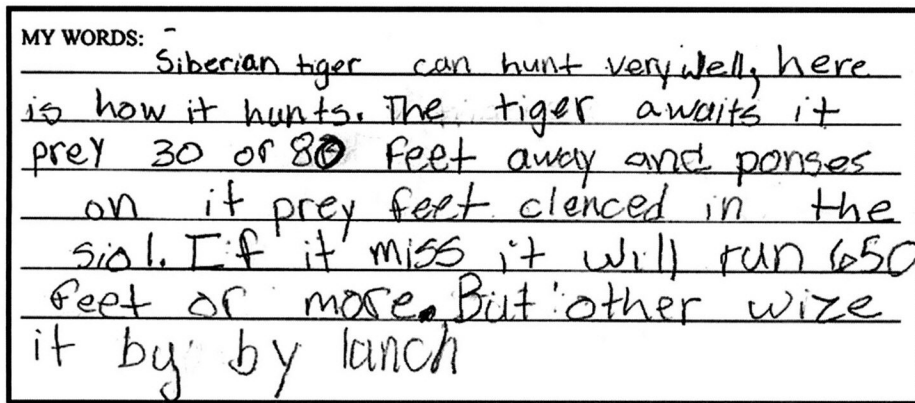 MY WORDS:
Siberian tiger can hunt very well, here
is how it hunts. The tiger awaits it
prey 30 or 80 feet away and ponses
on it prey feet clenced in the
siol. If it miss it will run 650
feet or more. But other wize
it by by lanch